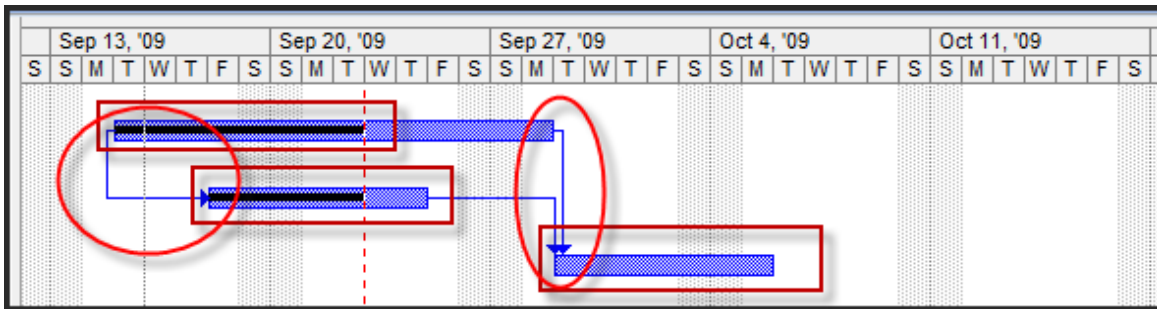 Sep 13, '09 Sep 20, '09 Sep 27, '09 Oct 4, '09 Oct 11, '09
S S M T W T F S S M T W T F S S M T W T F S S M T W T F S S M T W T F S